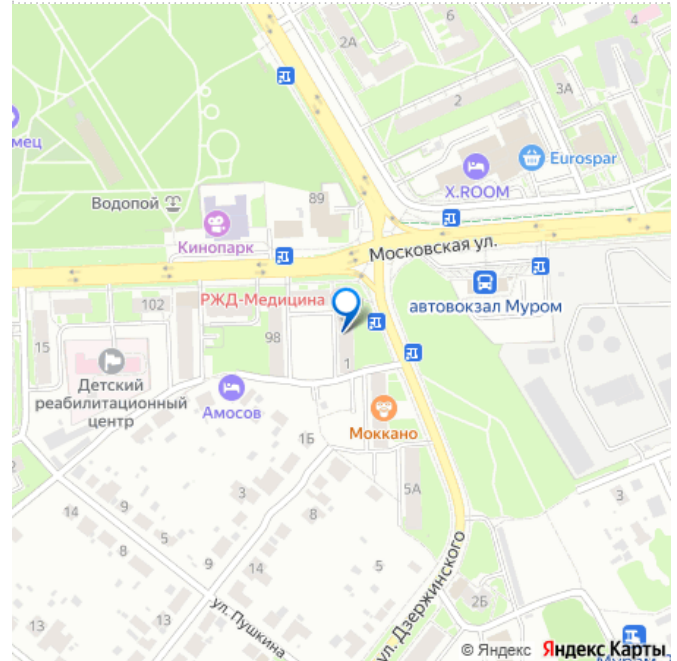 6
4
2А
3А
2
мец
Eurospar
X.ROOM
89
Водопой
Кинопарк
Московская ул.
автовокзал Муром
РЖД-Медицина
102
98
15
1
Детский
реабилитационный
центр
Амосов
Моккано
1Б
5А
3
3
2
14
9
8
5
5
9
8
14
13
13
ул. Пушкина
ул. Дзержинского
2Б
© Яндекс Яндекс Карты